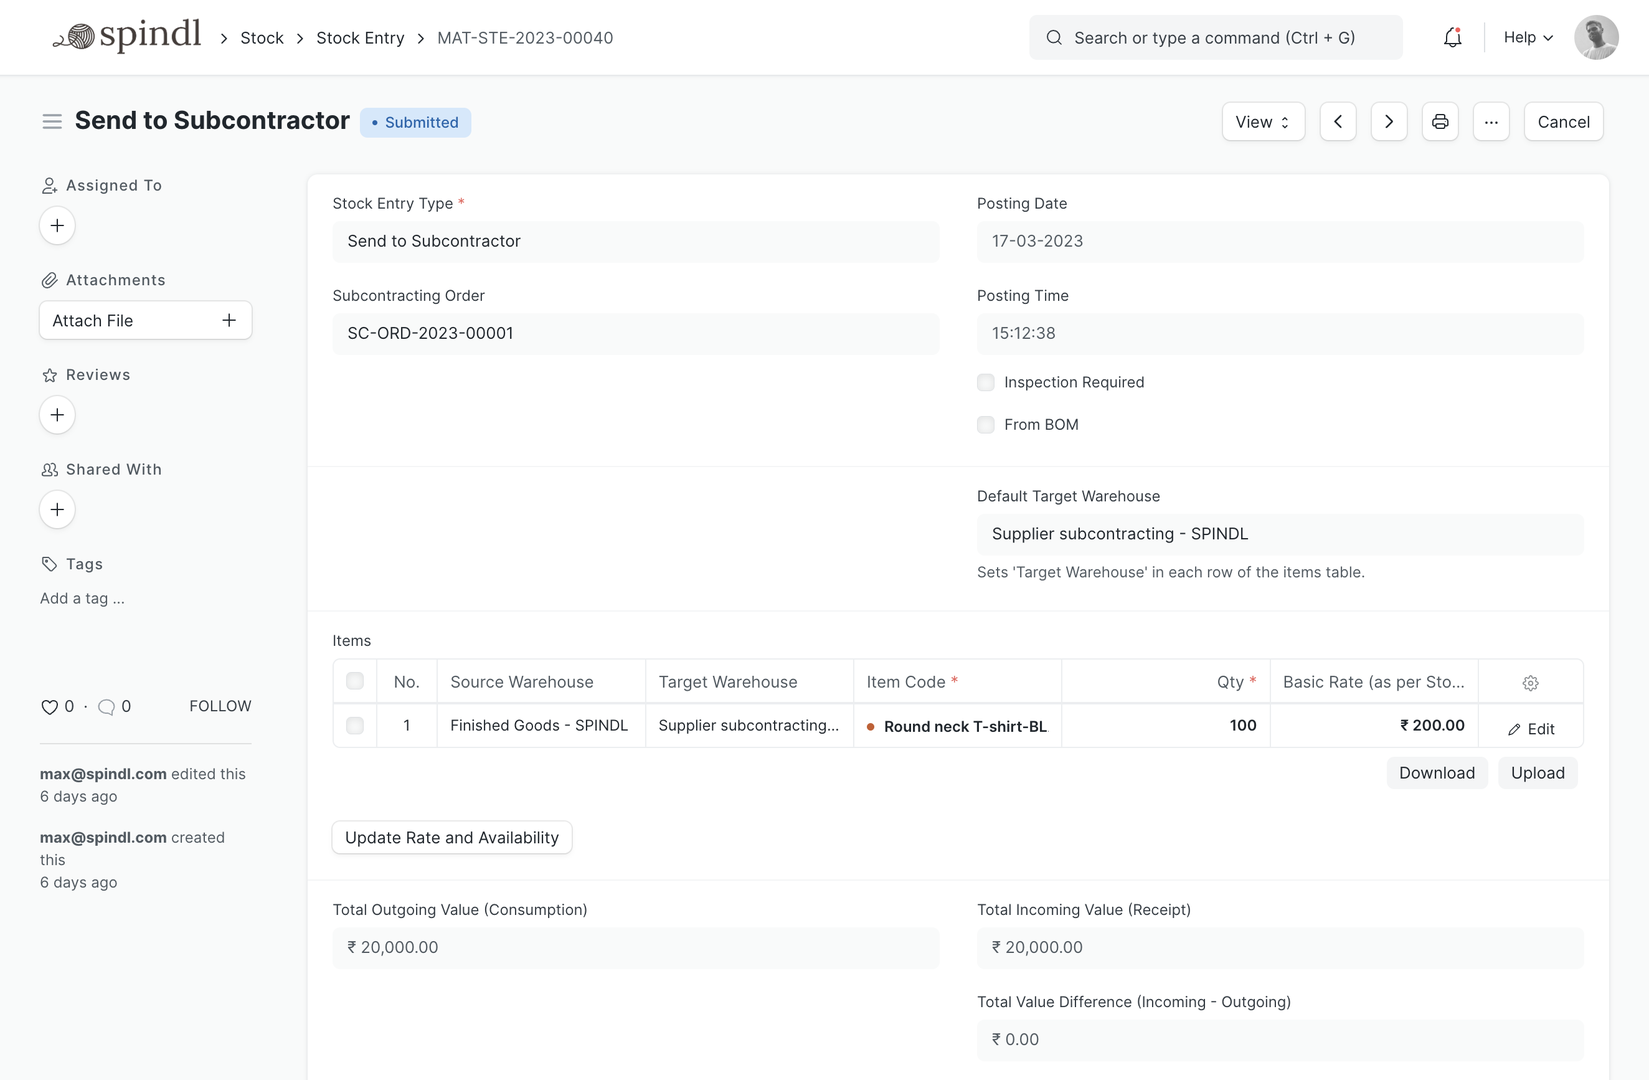 spindl
Stock
Stock Entry
MAT-STE-2023-00040
Search or type a command (Ctrl + G)
Help
Send to Subcontractor
• Submitted
View
...
Cancel
Assigned To
Attachments
Attach File
Reviews
Shared With
Tags
Add a tag ...
0 · 0
FOLLOW
max@spindl.com edited this
6 days ago
max@spindl.com created
this
6 days ago
Stock Entry Type *
Send to Subcontractor
Posting Date
17-03-2023
Subcontracting Order
SC-ORD-2023-00001
Posting Time
15:12:38
Inspection Required
From BOM
Default Target Warehouse
Supplier subcontracting - SPINDL
Sets 'Target Warehouse' in each row of the items table.
Items
No. Source Warehouse Target Warehouse Item Code * Qty * Basic Rate (as per Sto...
1 Finished Goods - SPINDL Supplier subcontracting... Round neck T-shirt-BL 100 ₹ 200.00 Edit
Download Upload
Update Rate and Availability
Total Outgoing Value (Consumption)
₹ 20,000.00
Total Incoming Value (Receipt)
₹ 20,000.00
Total Value Difference (Incoming - Outgoing)
₹ 0.00